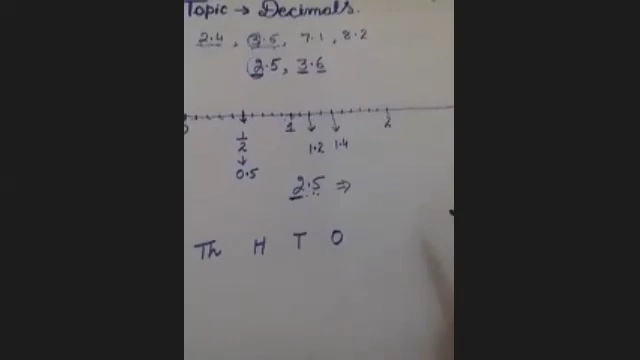 Topic → Decimals.
2.4, 3.5, 7.1, 8.2
2.5, 3.6
0 1 2
1/2 1.2 1.4
↓
0.5
2.5 ⇒
Th H T O